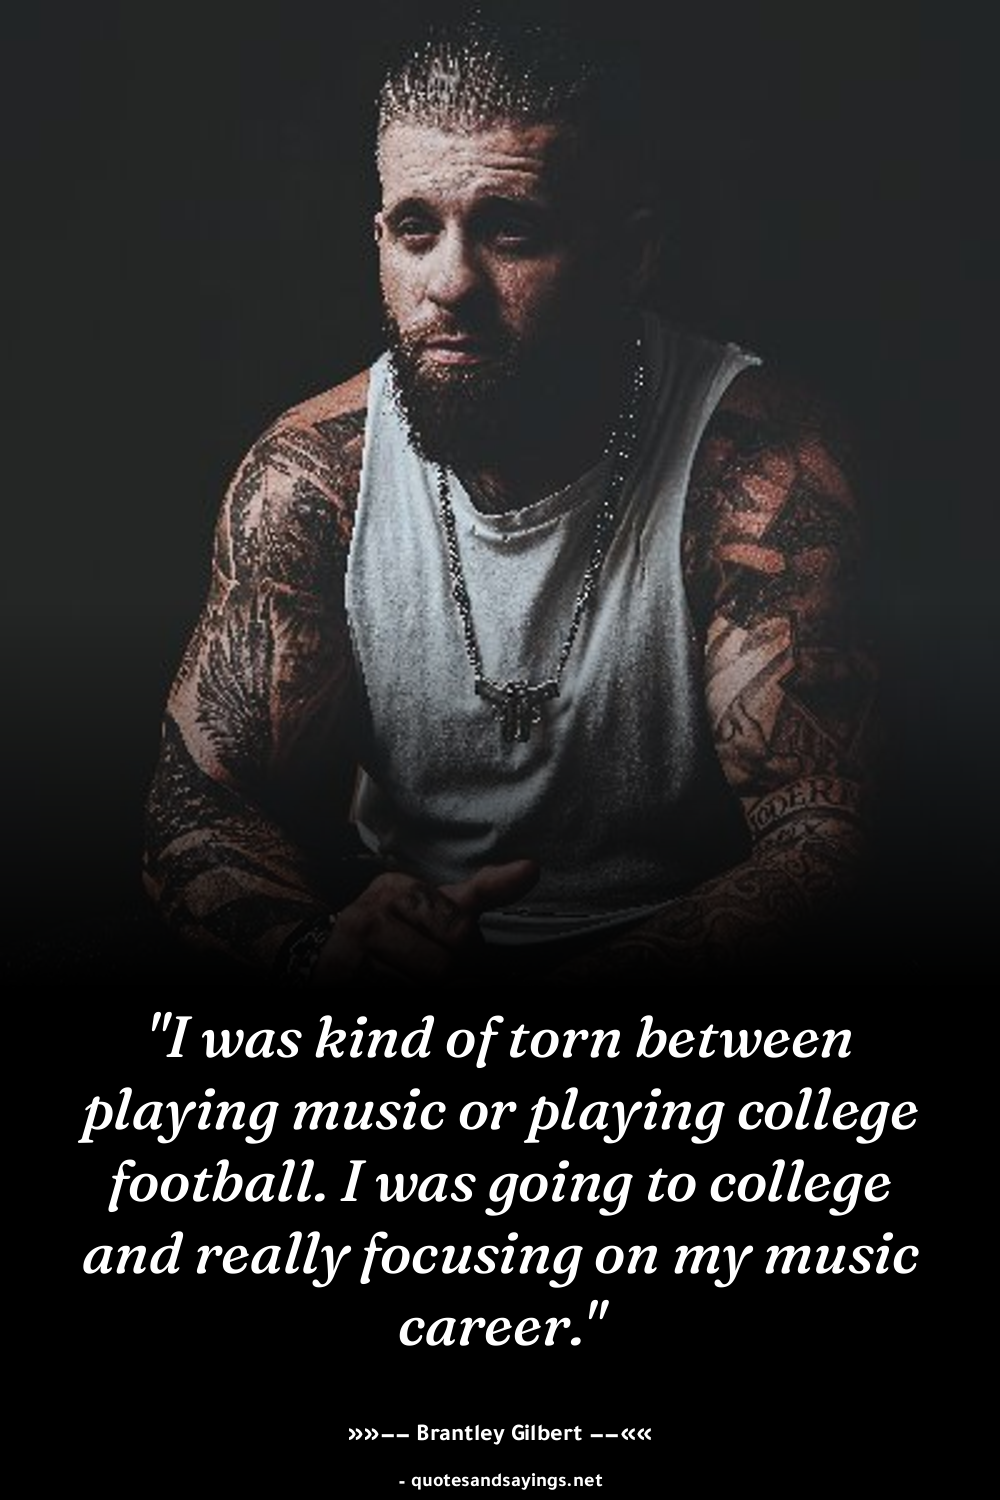 "I was kind of torn between
playing music or playing college
football. I was going to college
and really focusing on my music
career."
»»–– Brantley Gilbert ––««
- quotesandsayings.net